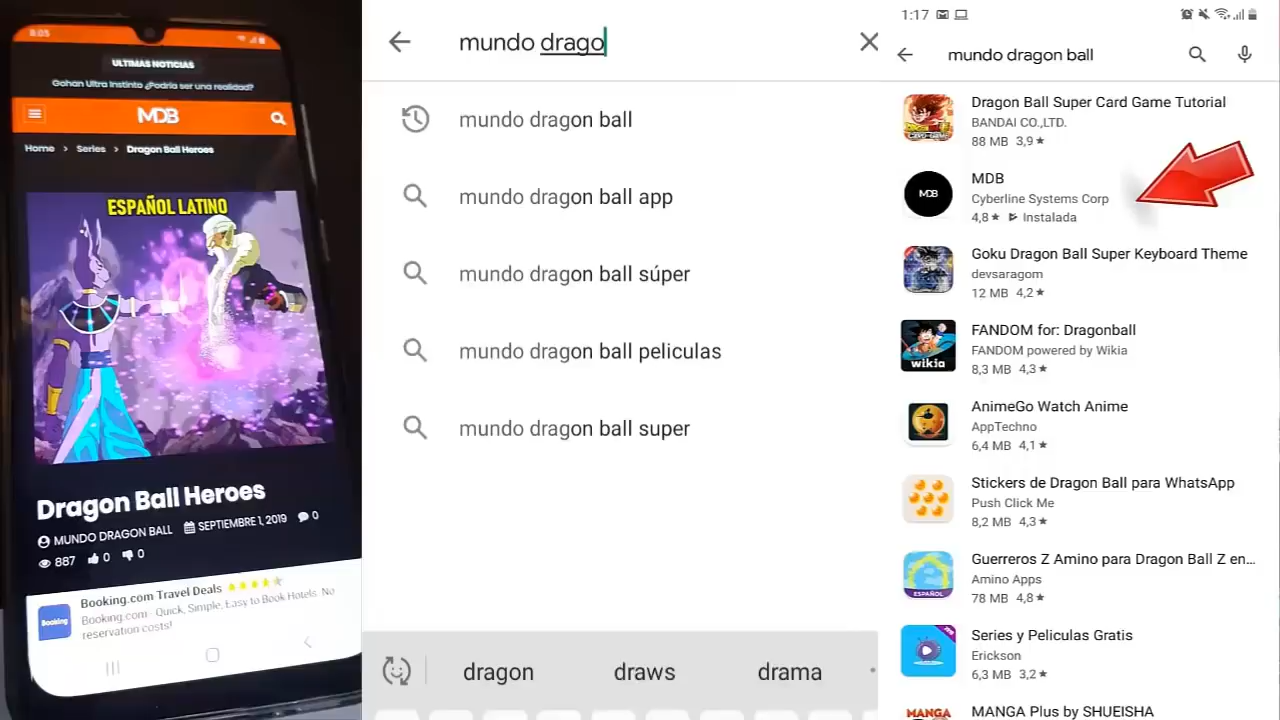 8:05
ULTIMAS NOTICIAS
Gohan Ultra Instinto ¿Podría ser una realidad?
MDB
Home > Series > Dragon Ball Heroes
ESPAÑOL LATINO
Dragon Ball Heroes
MUNDO DRAGON BALL SEPTIEMBRE 1, 2019 0
887 0 0
Booking.com Travel Deals
Booking.com - Quick, Simple, Easy to Book Hotels. No
reservation costs!
Booking
mundo drago
mundo dragon ball
mundo dragon ball app
mundo dragon ball súper
mundo dragon ball peliculas
mundo dragon ball super
dragon draws drama
1:17
mundo dragon ball
Dragon Ball Super Card Game Tutorial
BANDAI CO.,LTD.
88 MB 3,9★
MDB
MDB
Cyberline Systems Corp
4,8★ Instalada
Goku Dragon Ball Super Keyboard Theme
devsaragom
12 MB 4,2★
FANDOM for: Dragonball
FANDOM powered by Wikia
8,3 MB 4,3★
wikia
AnimeGo Watch Anime
AppTechno
6,4 MB 4,1★
Stickers de Dragon Ball para WhatsApp
Push Click Me
8,2 MB 4,3★
Guerreros Z Amino para Dragon Ball Z en...
Amino Apps
78 MB 4,8★
ESPAÑOL
Series y Peliculas Gratis
Erickson
6,3 MB 3,2★
MANGA Plus by SHUEISHA
MANGA